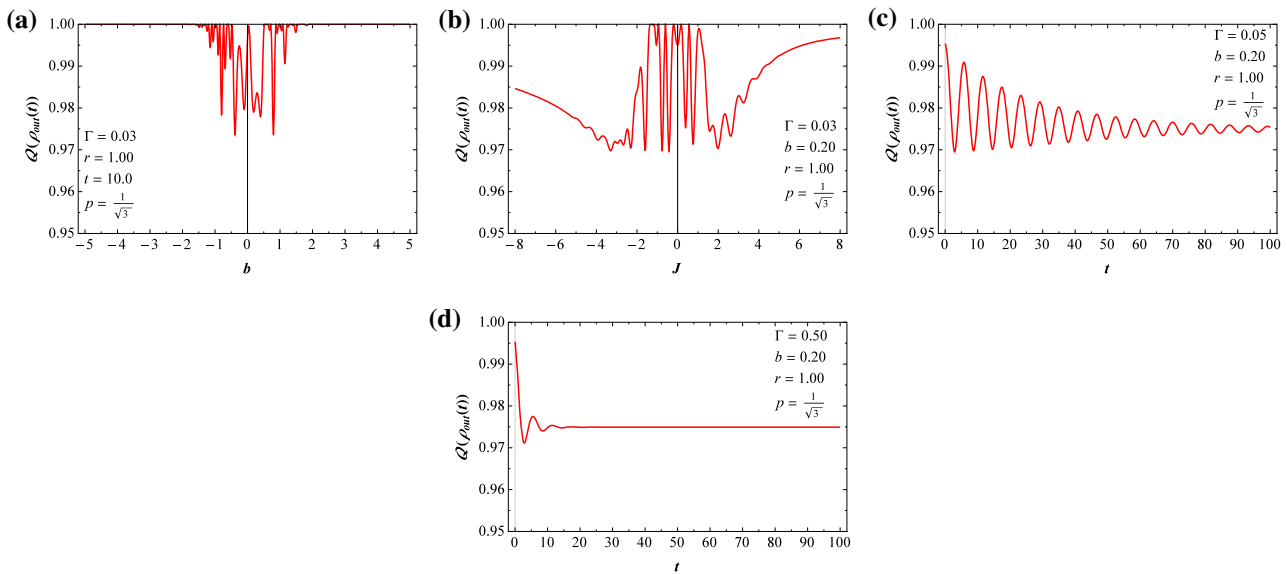 (a)
Q(ρout(t))
1.00
0.99
0.98
0.97
0.96
0.95
Γ = 0.03
r = 1.00
t = 10.0
p = 1/√3
−5 −4 −3 −2 −1 0 1 2 3 4 5
b
(b)
Q(ρout(t))
1.00
0.99
0.98
0.97
0.96
0.95
Γ = 0.03
b = 0.20
r = 1.00
p = 1/√3
−8 −6 −4 −2 0 2 4 6 8
J
(c)
Q(ρout(t))
1.00
0.99
0.98
0.97
0.96
0.95
Γ = 0.05
b = 0.20
r = 1.00
p = 1/√3
0 10 20 30 40 50 60 70 80 90 100
t
(d)
Q(ρout(t))
1.00
0.99
0.98
0.97
0.96
0.95
Γ = 0.50
b = 0.20
r = 1.00
p = 1/√3
0 10 20 30 40 50 60 70 80 90 100
t